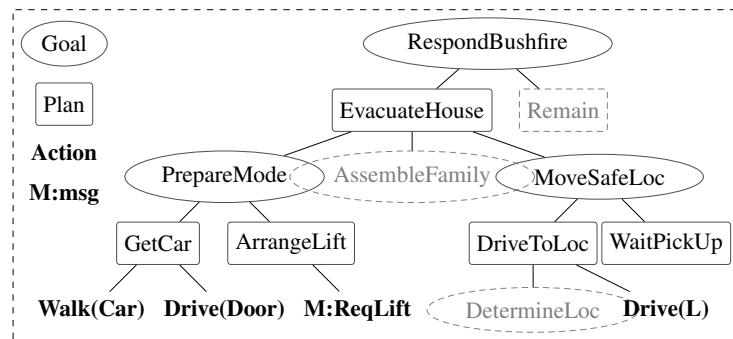 Goal
RespondBushfire
Plan
EvacuateHouse
Remain
Action
M:msg
PrepareMode
AssembleFamily
MoveSafeLoc
GetCar
ArrangeLift
DriveToLoc
WaitPickUp
Walk(Car)
Drive(Door)
M:ReqLift
DetermineLoc
Drive(L)